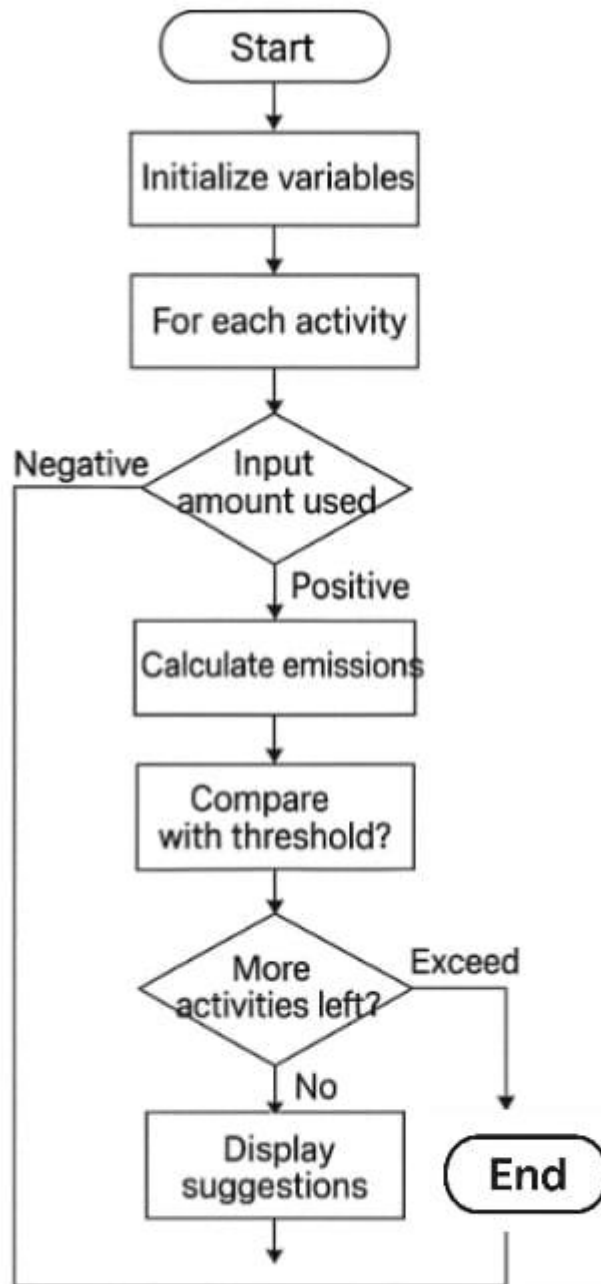 Start
Initialize variables
For each activity
Negative
Input
amount used
Positive
Calculate emissions
Compare
with threshold?
More
activities left?
Exceed
No
Display
suggestions
End